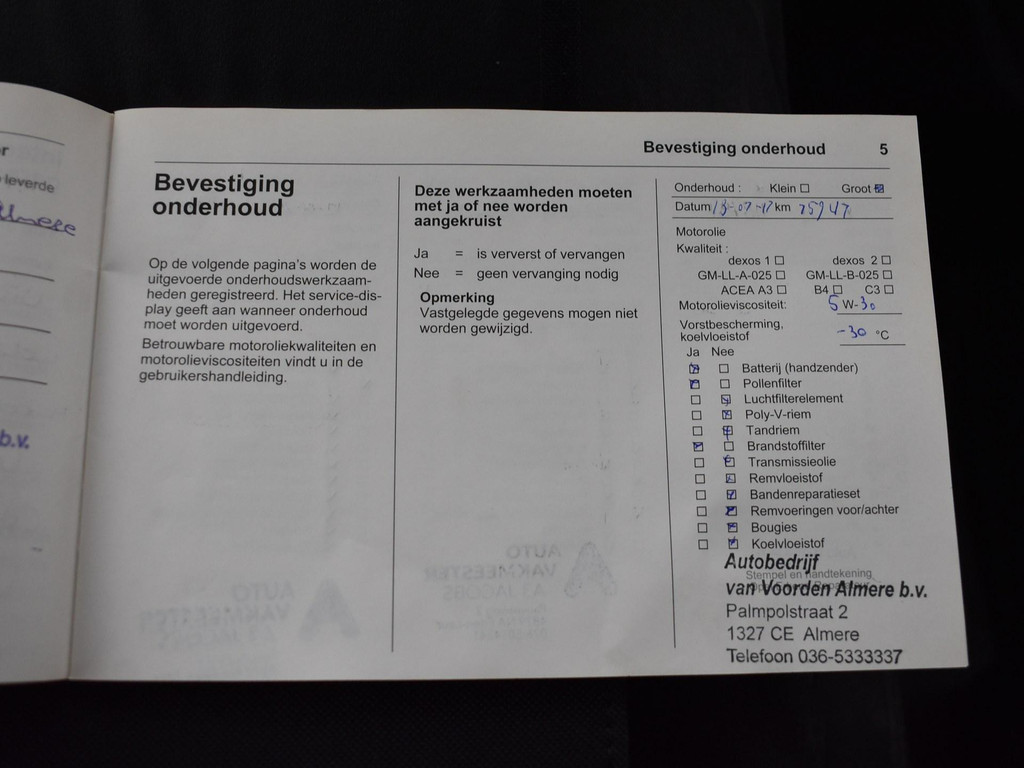 r
leverde
b.v.
Bevestiging onderhoud 5
Bevestiging
onderhoud
Op de volgende pagina's worden de
uitgevoerde onderhoudswerkzaam-
heden geregistreerd. Het service-dis-
play geeft aan wanneer onderhoud
moet worden uitgevoerd.
Betrouwbare motoroliekwaliteiten en
motorolieviscositeiten vindt u in de
gebruikershandleiding.
Deze werkzaamheden moeten
met ja of nee worden
aangekruist
Ja = is ververst of vervangen
Nee = geen vervanging nodig
Opmerking
Vastgelegde gegevens mogen niet
worden gewijzigd.
Onderhoud : Klein Groot
Datum 13-07-17 km 75947
Motorolie
Kwaliteit :
dexos 1 dexos 2
GM-LL-A-025 GM-LL-B-025
ACEA A3 B4 C3
Motorolieviscositeit: 5 W-30
Vorstbescherming,
koelvloeistof -30 °C
Ja Nee
Batterij (handzender)
Pollenfilter
Luchtfilterelement
Poly-V-riem
Tandriem
Brandstoffilter
Transmissieolie
Remvloeistof
Bandenreparatieset
Remvoeringen voor/achter
Bougies
Koelvloeistof
Stempel en handtekening
Autobedrijf
van Voorden Almere b.v.
Palmpolstraat 2
1327 CE Almere
Telefoon 036-5333337